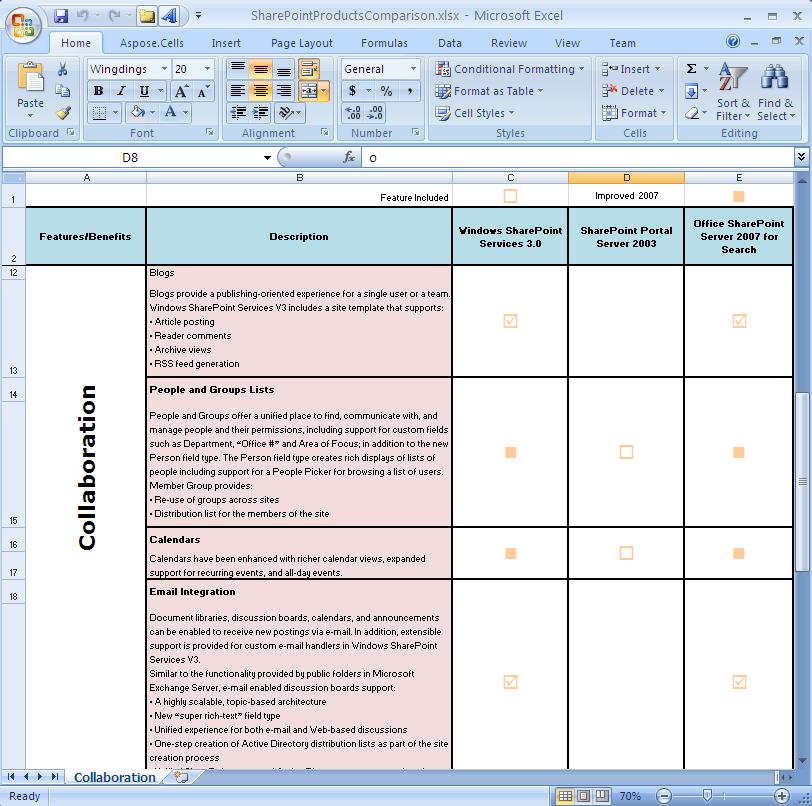 SharePointProductsComparison.xlsx - Microsoft Excel
Home Aspose.Cells Insert Page Layout Formulas Data Review View Team
Paste
Clipboard
Wingdings 20
B I U A A
A
Font
Alignment
General
$ % ,
.00 .0
Number
Conditional Formatting
Format as Table
Cell Styles
Styles
Insert
Delete
Format
Cells
Σ
Sort & Filter
Find & Select
Editing
D8 fx o
A B C D E
1 Feature Included Improved 2007
2 Features/Benefits Description Windows SharePoint Services 3.0 SharePoint Portal Server 2003 Office SharePoint Server 2007 for Search
12 Blogs
Blogs provide a publishing-oriented experience for a single user or a team.
Windows SharePoint Services V3 includes a site template that supports:
• Article posting
• Reader comments
• Archive views
13 • RSS feed generation
14 People and Groups Lists
People and Groups offer a unified place to find, communicate with, and
manage people and their permissions, including support for custom fields
such as Department, “Office #” and Area of Focus; in addition to the new
Person field type. The Person field type creates rich displays of lists of
people including support for a People Picker for browsing a list of users.
Member Group provides:
• Re-use of groups across sites
15 • Distribution list for the members of the site
Collaboration
16 Calendars
Calendars have been enhanced with richer calendar views, expanded
17 support for recurring events, and all-day events.
18 Email Integration
Document libraries, discussion boards, calendars, and announcements
can be enabled to receive new postings via e-mail. In addition, extensible
support is provided for custom e-mail handlers in Windows SharePoint
Services V3.
Similar to the functionality provided by public folders in Microsoft
Exchange Server, e-mail enabled discussion boards support:
• A highly scalable, topic-based architecture
• New “super rich-text” field type
• Unified experience for both e-mail and Web-based discussions
• One-step creation of Active Directory distribution lists as part of the site
creation process
Collaboration
Ready 70%